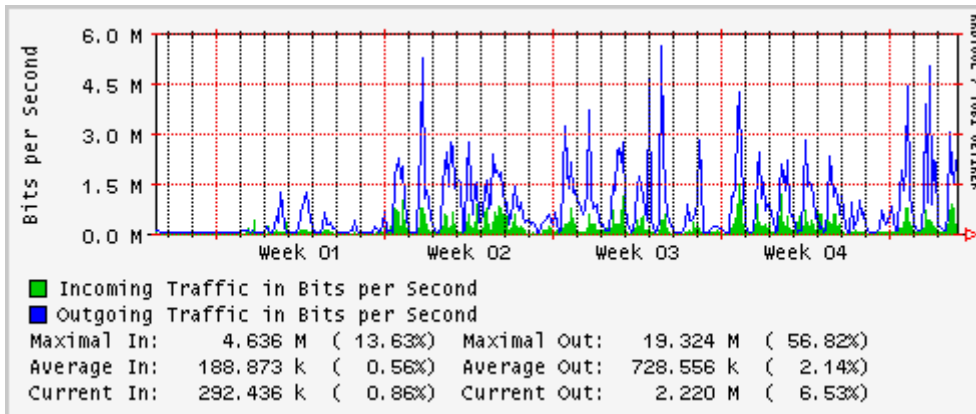 6.0 M
4.5 M
3.0 M
1.5 M
0.0 M
Bits per Second
Week 01 Week 02 Week 03 Week 04
Incoming Traffic in Bits per Second
Outgoing Traffic in Bits per Second
Maximal In: 4.636 M ( 13.63%) Maximal Out: 19.324 M ( 56.82%)
Average In: 188.873 k ( 0.56%) Average Out: 728.556 k ( 2.14%)
Current In: 292.436 k ( 0.86%) Current Out: 2.220 M ( 6.53%)